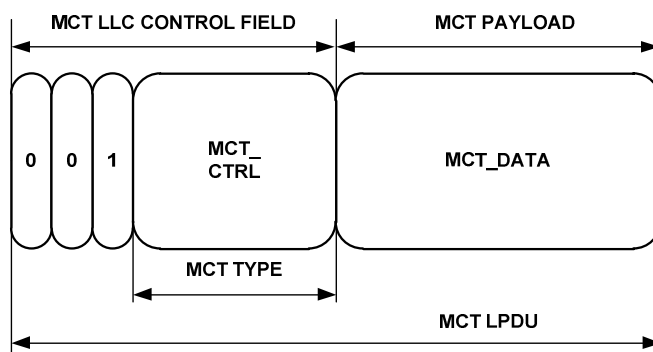 MCT LLC CONTROL FIELD
MCT PAYLOAD
0 0 1
MCT_
CTRL
MCT_DATA
MCT TYPE
MCT LPDU